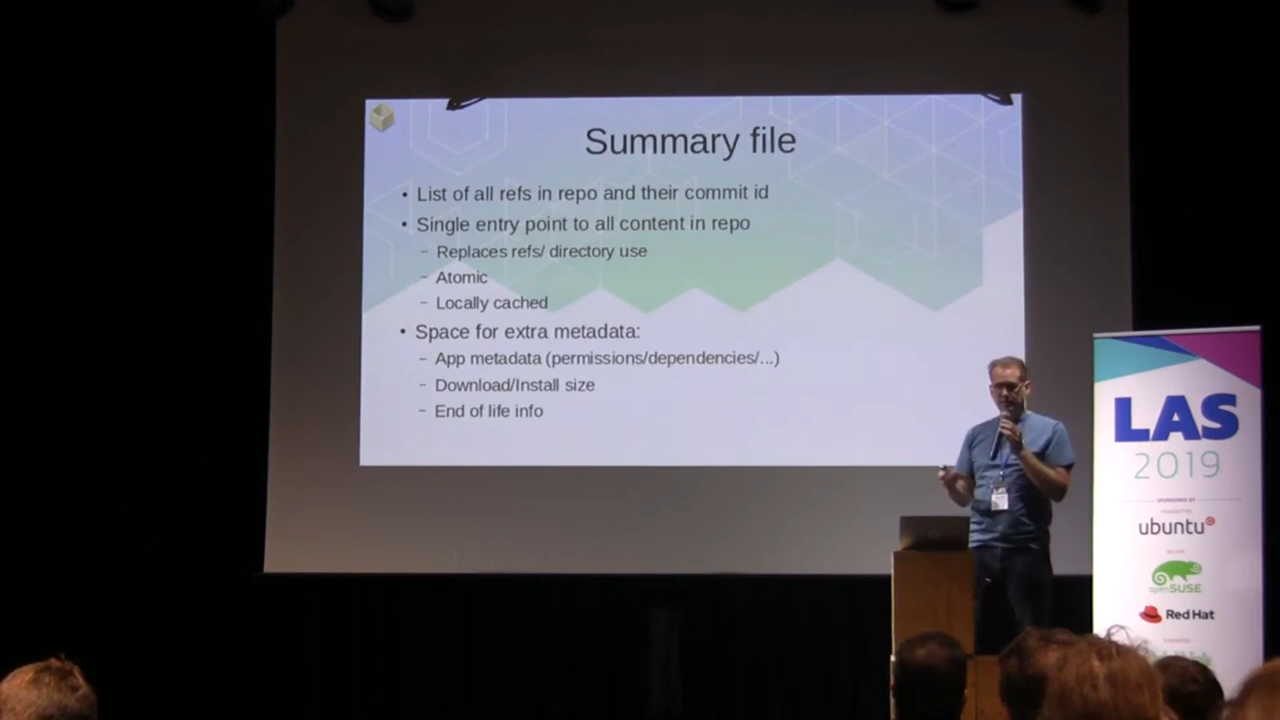 Summary file
• List of all refs in repo and their commit id
• Single entry point to all content in repo
– Replaces refs/ directory use
– Atomic
– Locally cached
• Space for extra metadata:
– App metadata (permissions/dependencies/...)
– Download/Install size
– End of life info
LAS
2019
SPONSORED BY
ubuntu
openSUSE
Red Hat